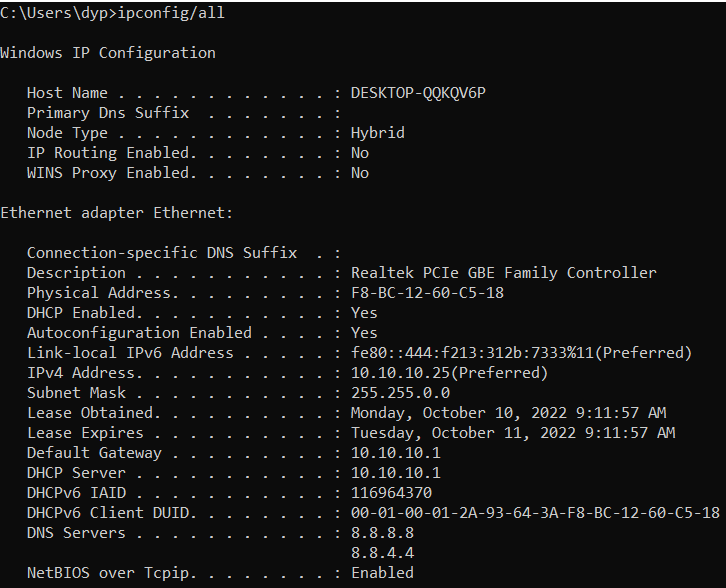 C:\Users\dyp>ipconfig/all
Windows IP Configuration
Host Name . . . . . . . . . . . . : DESKTOP-QQKQV6P
Primary Dns Suffix  . . . . . . . :
Node Type . . . . . . . . . . . . : Hybrid
IP Routing Enabled. . . . . . . . : No
WINS Proxy Enabled. . . . . . . . : No
Ethernet adapter Ethernet:
Connection-specific DNS Suffix  . :
Description . . . . . . . . . . . : Realtek PCIe GBE Family Controller
Physical Address. . . . . . . . . : F8-BC-12-60-C5-18
DHCP Enabled. . . . . . . . . . . : Yes
Autoconfiguration Enabled . . . . : Yes
Link-local IPv6 Address . . . . . : fe80::444:f213:312b:7333%11(Preferred)
IPv4 Address. . . . . . . . . . . : 10.10.10.25(Preferred)
Subnet Mask . . . . . . . . . . . : 255.255.0.0
Lease Obtained. . . . . . . . . . : Monday, October 10, 2022 9:11:57 AM
Lease Expires . . . . . . . . . . : Tuesday, October 11, 2022 9:11:57 AM
Default Gateway . . . . . . . . . : 10.10.10.1
DHCP Server . . . . . . . . . . . : 10.10.10.1
DHCPv6 IAID . . . . . . . . . . . : 116964370
DHCPv6 Client DUID. . . . . . . . : 00-01-00-01-2A-93-64-3A-F8-BC-12-60-C5-18
DNS Servers . . . . . . . . . . . : 8.8.8.8
8.8.4.4
NetBIOS over Tcpip. . . . . . . . : Enabled